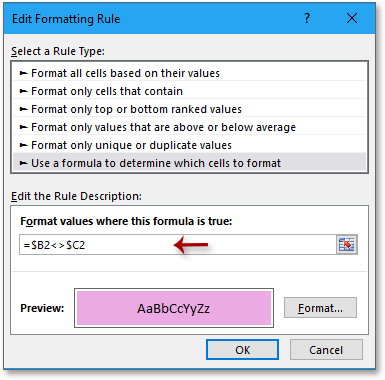 Edit Formatting Rule
? ×
Select a Rule Type:
► Format all cells based on their values
► Format only cells that contain
► Format only top or bottom ranked values
► Format only values that are above or below average
► Format only unique or duplicate values
► Use a formula to determine which cells to format
Edit the Rule Description:
Format values where this formula is true:
=$B2<>$C2
Preview: AaBbCcYyZz Format...
OK Cancel